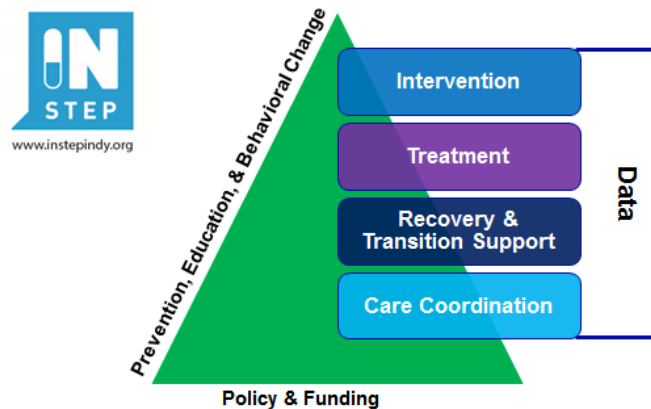 IN
STEP
www.instepindy.org
Prevention, Education, & Behavioral Change
Intervention
Treatment
Recovery &
Transition Support
Care Coordination
Data
Policy & Funding